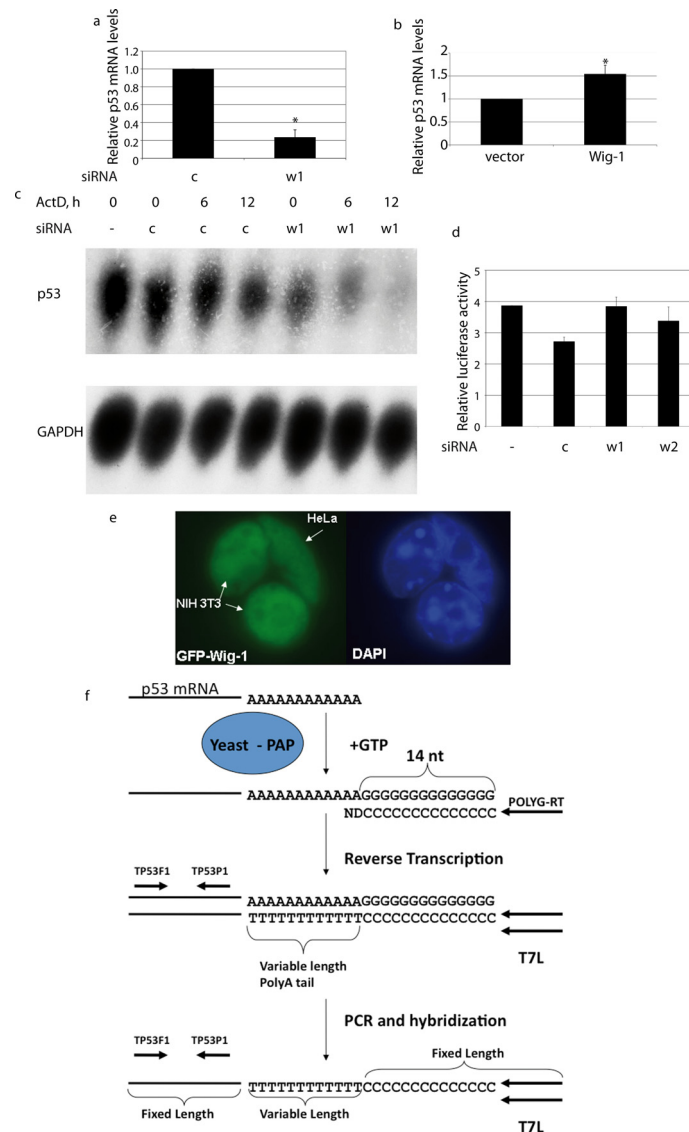 a
Relative p53 mRNA levels
1.2
1.0
0.8
0.6
0.4
0.2
0
*
siRNA c w1
b
Relative p53 mRNA levels
2
1.5
1
0.5
0
*
vector Wig-1
c
ActD, h 0 0 6 12 0 6 12
siRNA - c c c w1 w1 w1
p53
GAPDH
d
Relative luciferase activity
5
4
3
2
1
0
siRNA - c w1 w2
e
HeLa
NIH 3T3
GFP-Wig-1
DAPI
f
p53 mRNA
AAAAAAAAAAAA
Yeast - PAP
+GTP
14 nt
AAAAAAAAAAAAGGGGGGGGGGGGGG
NDCCCCCCCCCCCCCC
POLYG-RT
Reverse Transcription
TP53F1 TP53P1
AAAAAAAAAAAAGGGGGGGGGGGGGG
TTTTTTTTTTTTCCCCCCCCCCCCCC
T7L
Variable length
PolyA tail
PCR and hybridization
TP53F1 TP53P1
Fixed Length
TTTTTTTTTTTTCCCCCCCCCCCCCC
Fixed Length
Variable Length
T7L